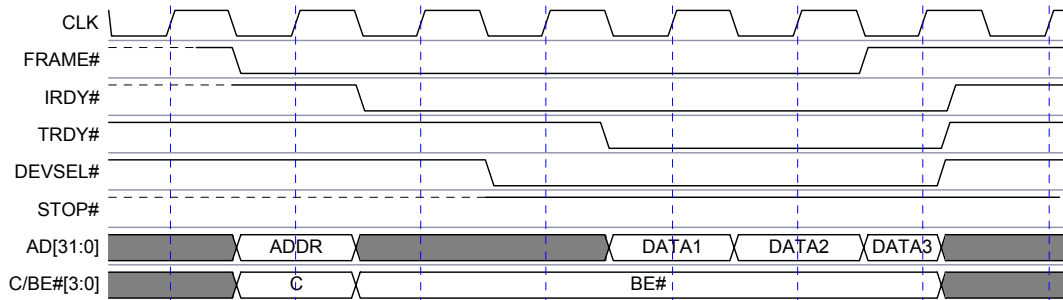 CLK
FRAME#
IRDY#
TRDY#
DEVSEL#
STOP#
AD[31:0] ADDR DATA1 DATA2 DATA3
C/BE#[3:0] C BE#